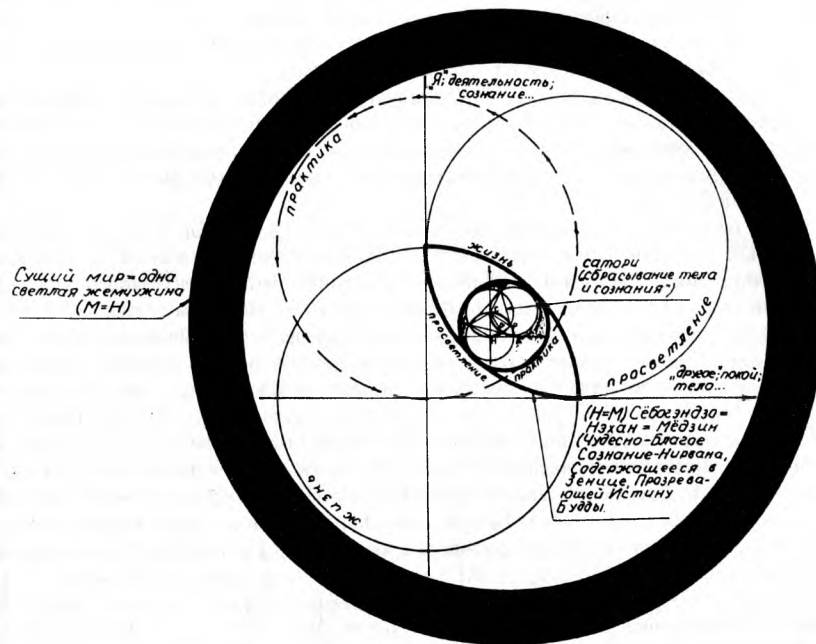 „Я“; деятельность;
сознание...
практика
жизнь
сатори
(„сбрасывание тела
и сознания“)
Сущий мир=одна
светлая жемчужина
(М=Н)
просветление
практика
просветление
„другое“; покой;
тело...
(Н=М) Сёбогэндзо=
Нэхан = Мёдзин
(Чудесно-Благое
Сознание-Нирвана,
Содержащееся в
Зенице, Прозрева-
ющей Истину
Будды.
жизнь